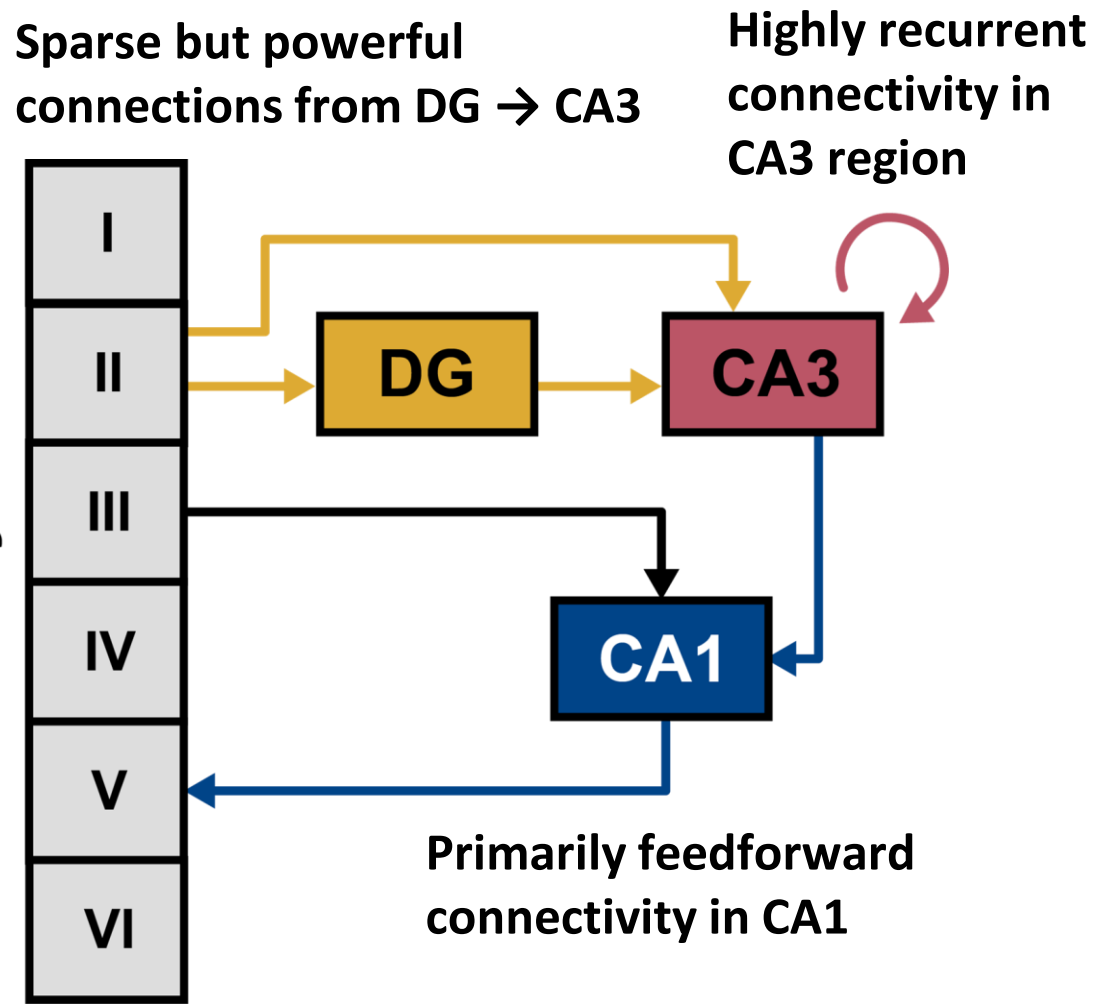 Sparse but powerful
connections from DG → CA3
Highly recurrent
connectivity in
CA3 region
I
II
DG
CA3
III
IV
CA1
V
Primarily feedforward
connectivity in CA1
VI